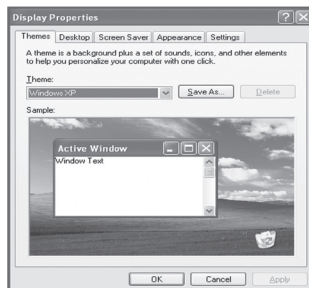 Display Properties
Themes Desktop Screen Saver Appearance Settings
A theme is a background plus a set of sounds, icons, and other elements
to help you personalize your computer with one click.
Theme:
Windows XP Save As... Delete
Sample:
Active Window
Window Text
OK Cancel Apply